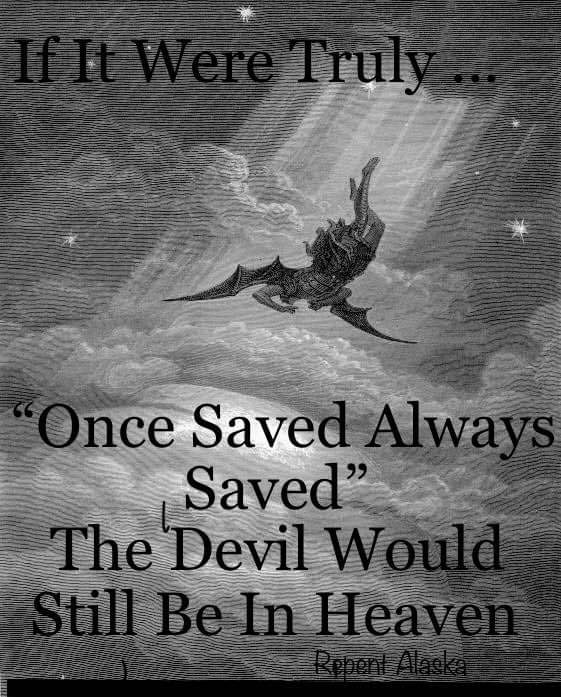 If It Were Truly ...
“Once Saved Always
Saved”
The Devil Would
Still Be In Heaven
Repent Alaska